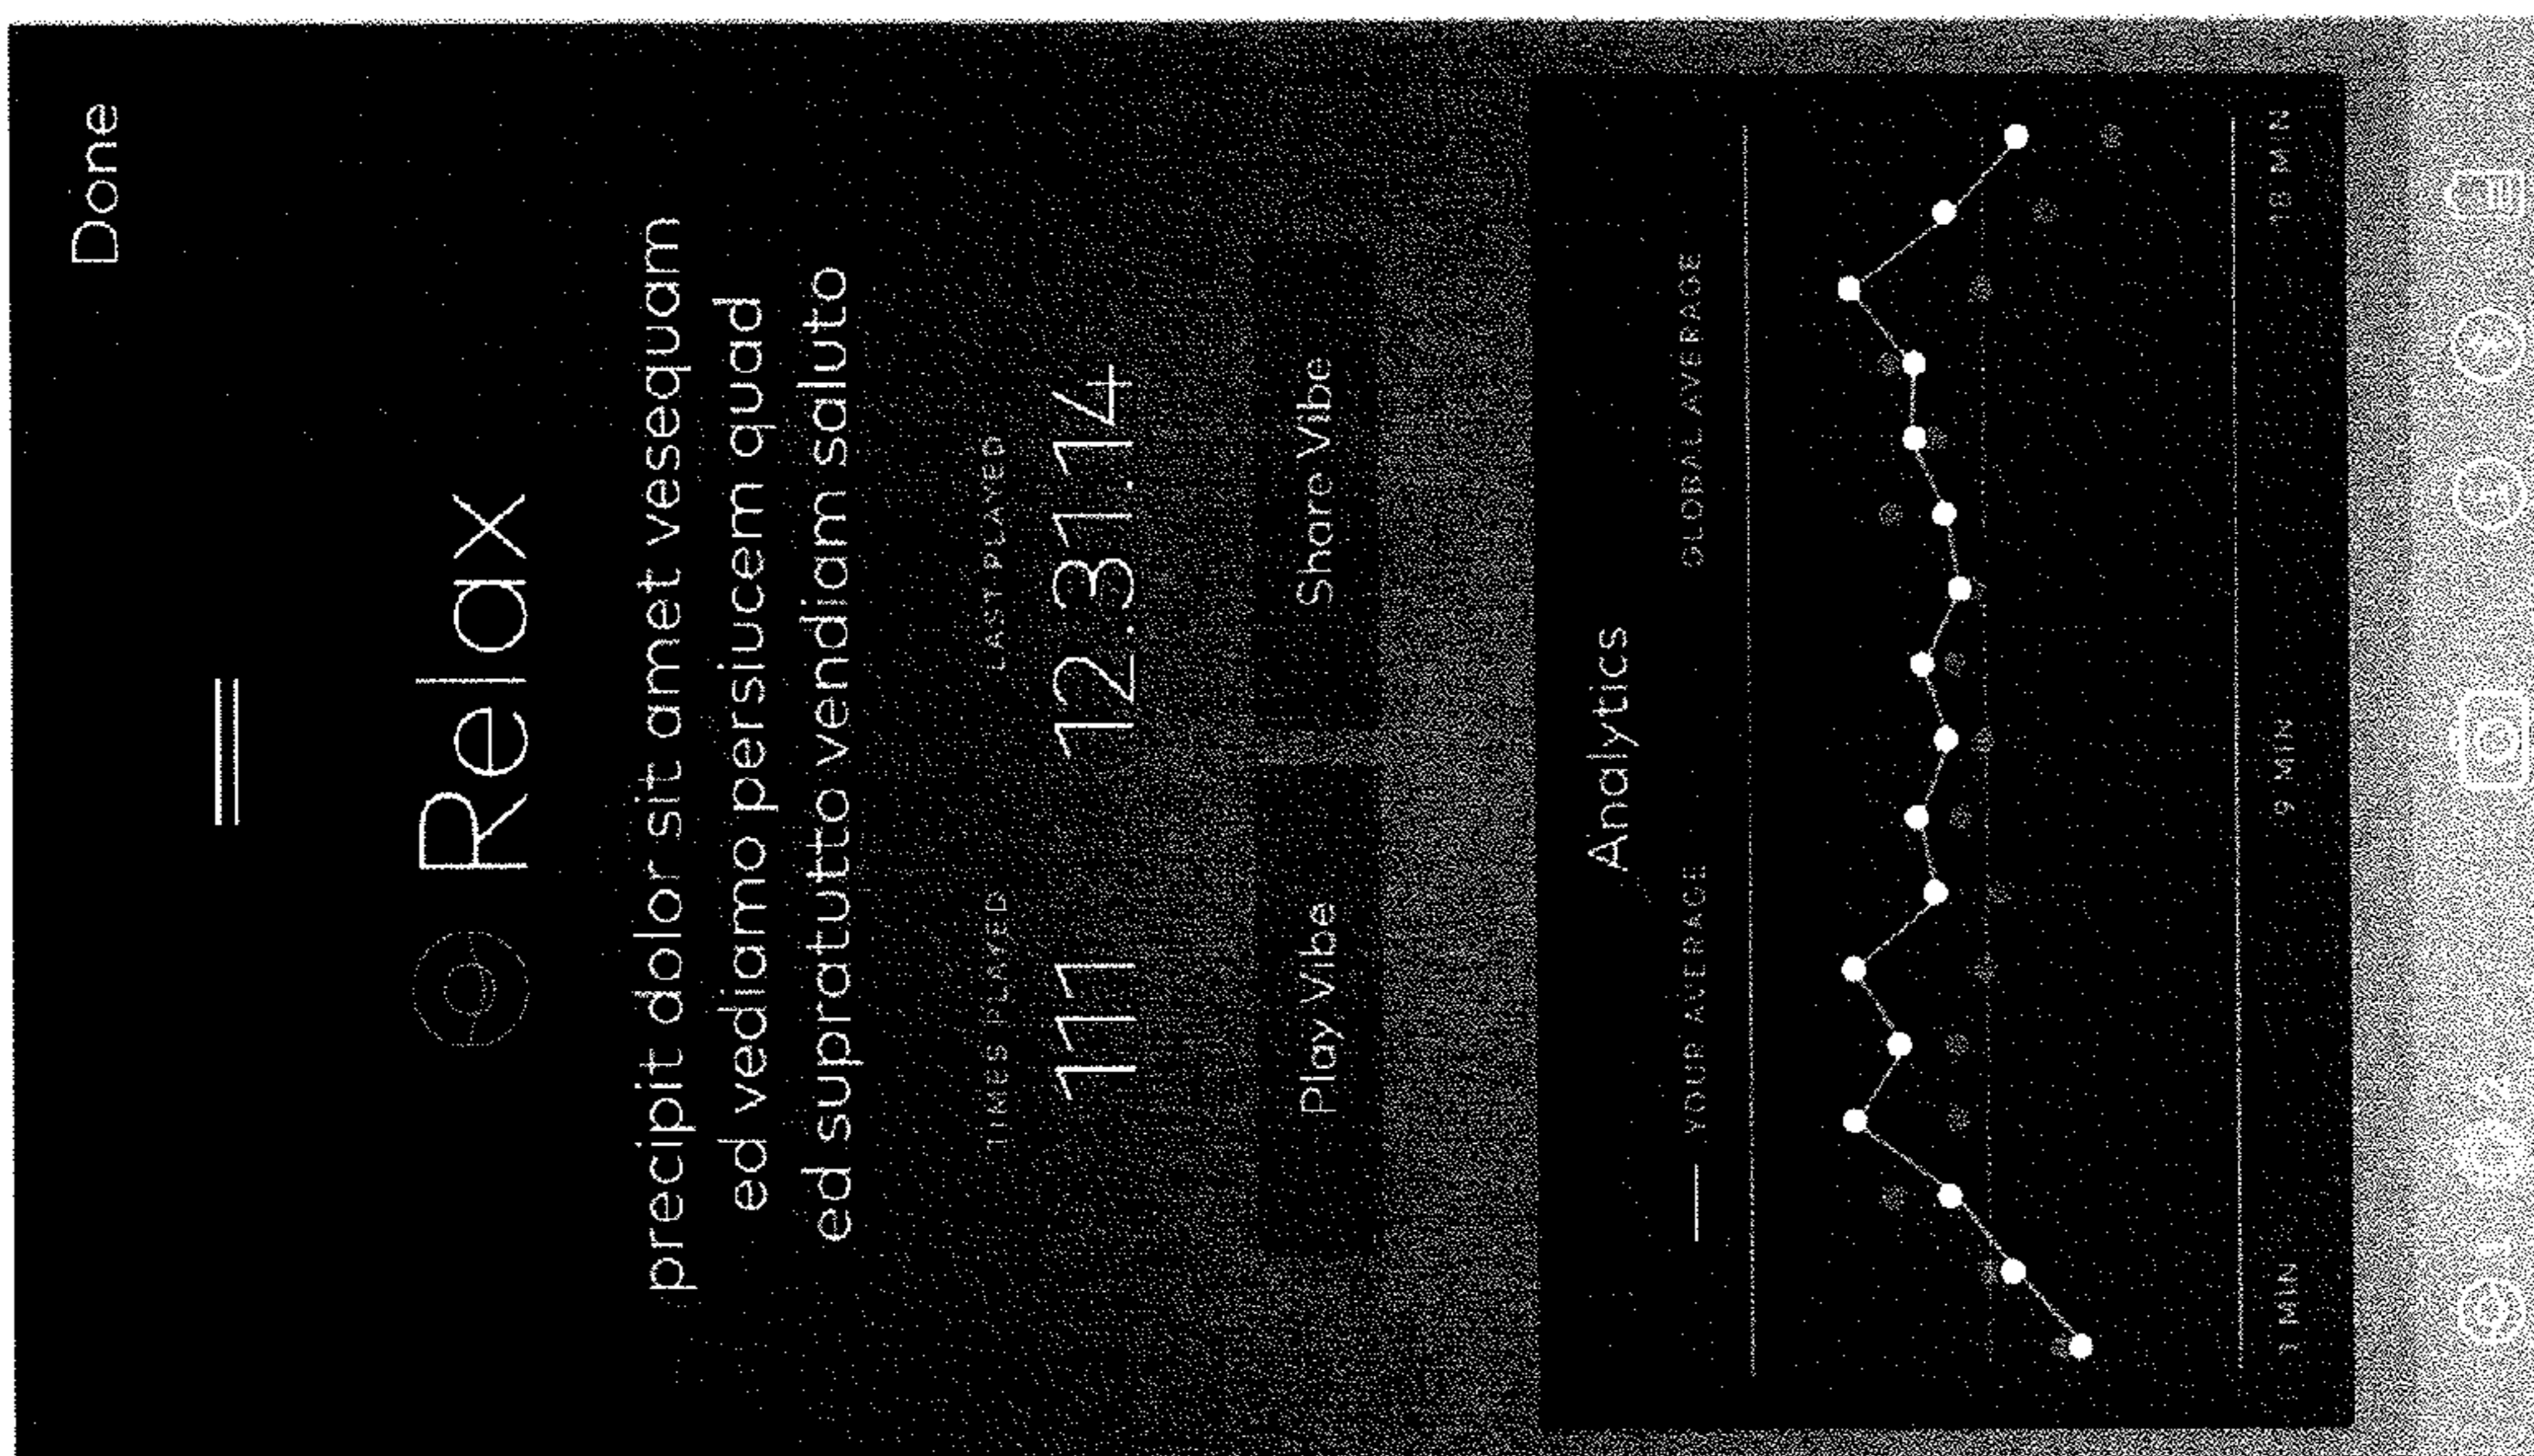 Done
Relax
precipit dolor sit amet vesequam
ed vediamo persiucem quad
ed supratutto vendiam saluto
TIMES PLAYED LAST PLAYED
111 12.31.14
Play Vibe Share Vibe
Analytics
YOUR AVERAGE GLOBAL AVERAGE
1 MIN 9 MIN 18 MIN